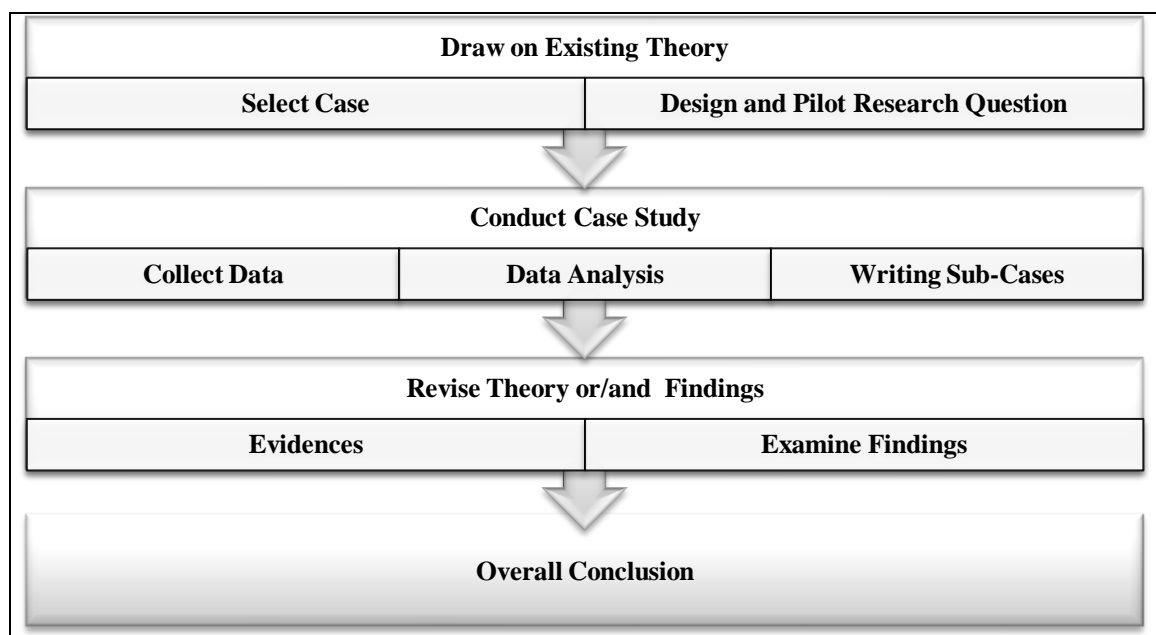 Draw on Existing Theory
Select Case
Design and Pilot Research Question
Conduct Case Study
Collect Data
Data Analysis
Writing Sub-Cases
Revise Theory or/and  Findings
Evidences
Examine Findings
Overall Conclusion